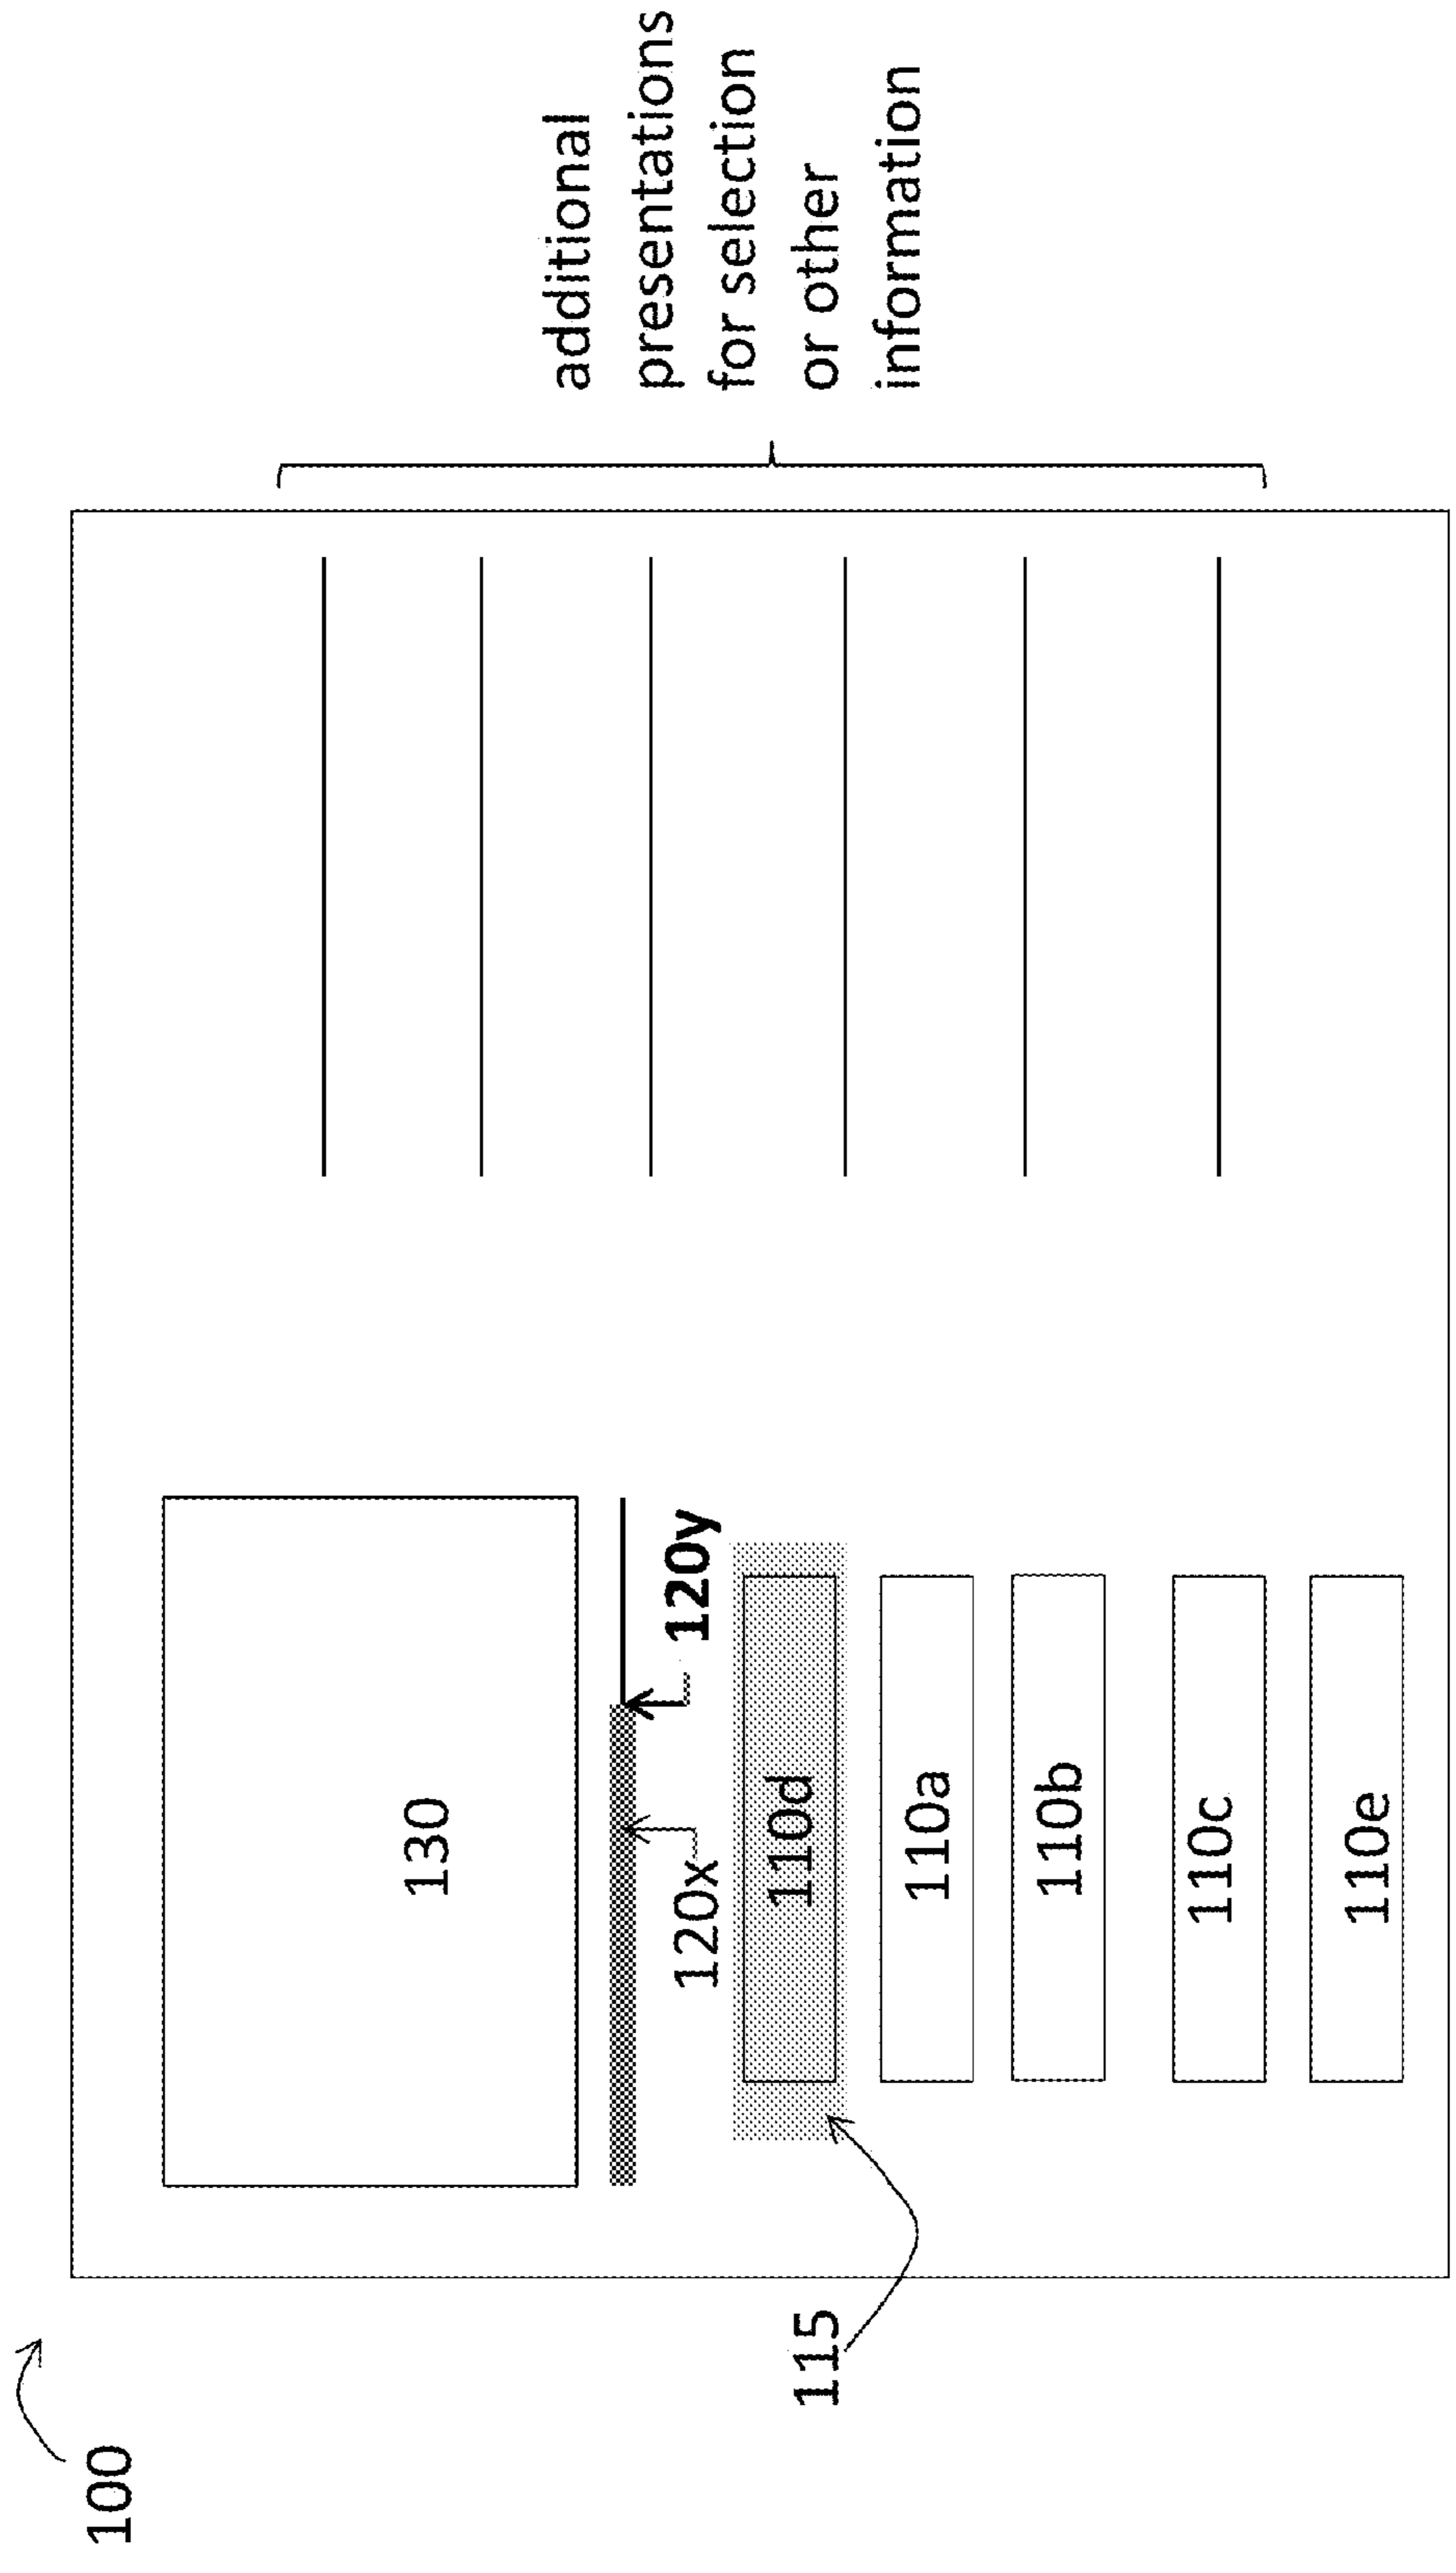 100
130
120x
120y
115
110d
110a
110b
110c
110e
additional
presentations
for selection
or other
information